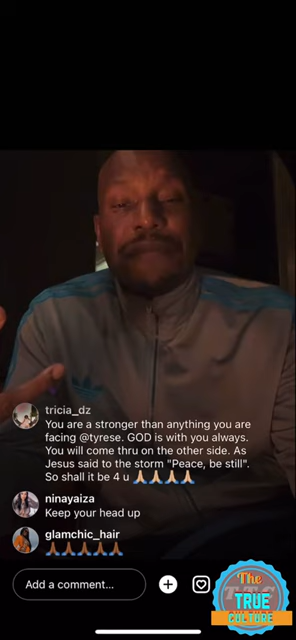 tricia_dz
You are a stronger than anything you are
facing @tyrese. GOD is with you always.
You will come thru on the other side. As
Jesus said to the storm "Peace, be still".
So shall it be 4 u 🙏🏽🙏🏽🙏🏽🙏🏽
ninayaiza
Keep your head up
glamchic_hair
🙏🏾🙏🏾🙏🏾🙏🏾🙏🏾
Add a comment...
The
TRUE
CULTURE